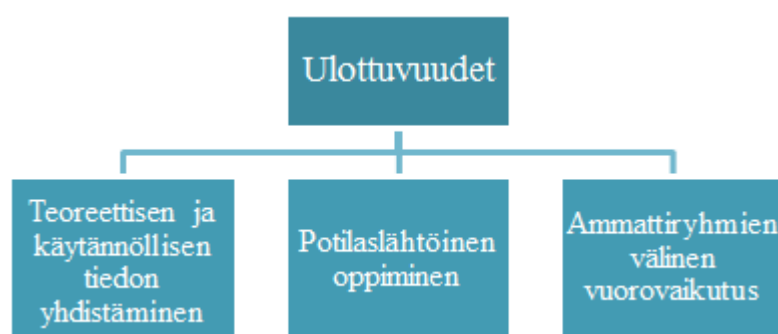 Ulottuvuudet
Teoreettisen ja
käytännöllisen
tiedon
yhdistäminen
Potilaslähtöinen
oppiminen
Ammattiryhmien
välinen
vuorovaikutus